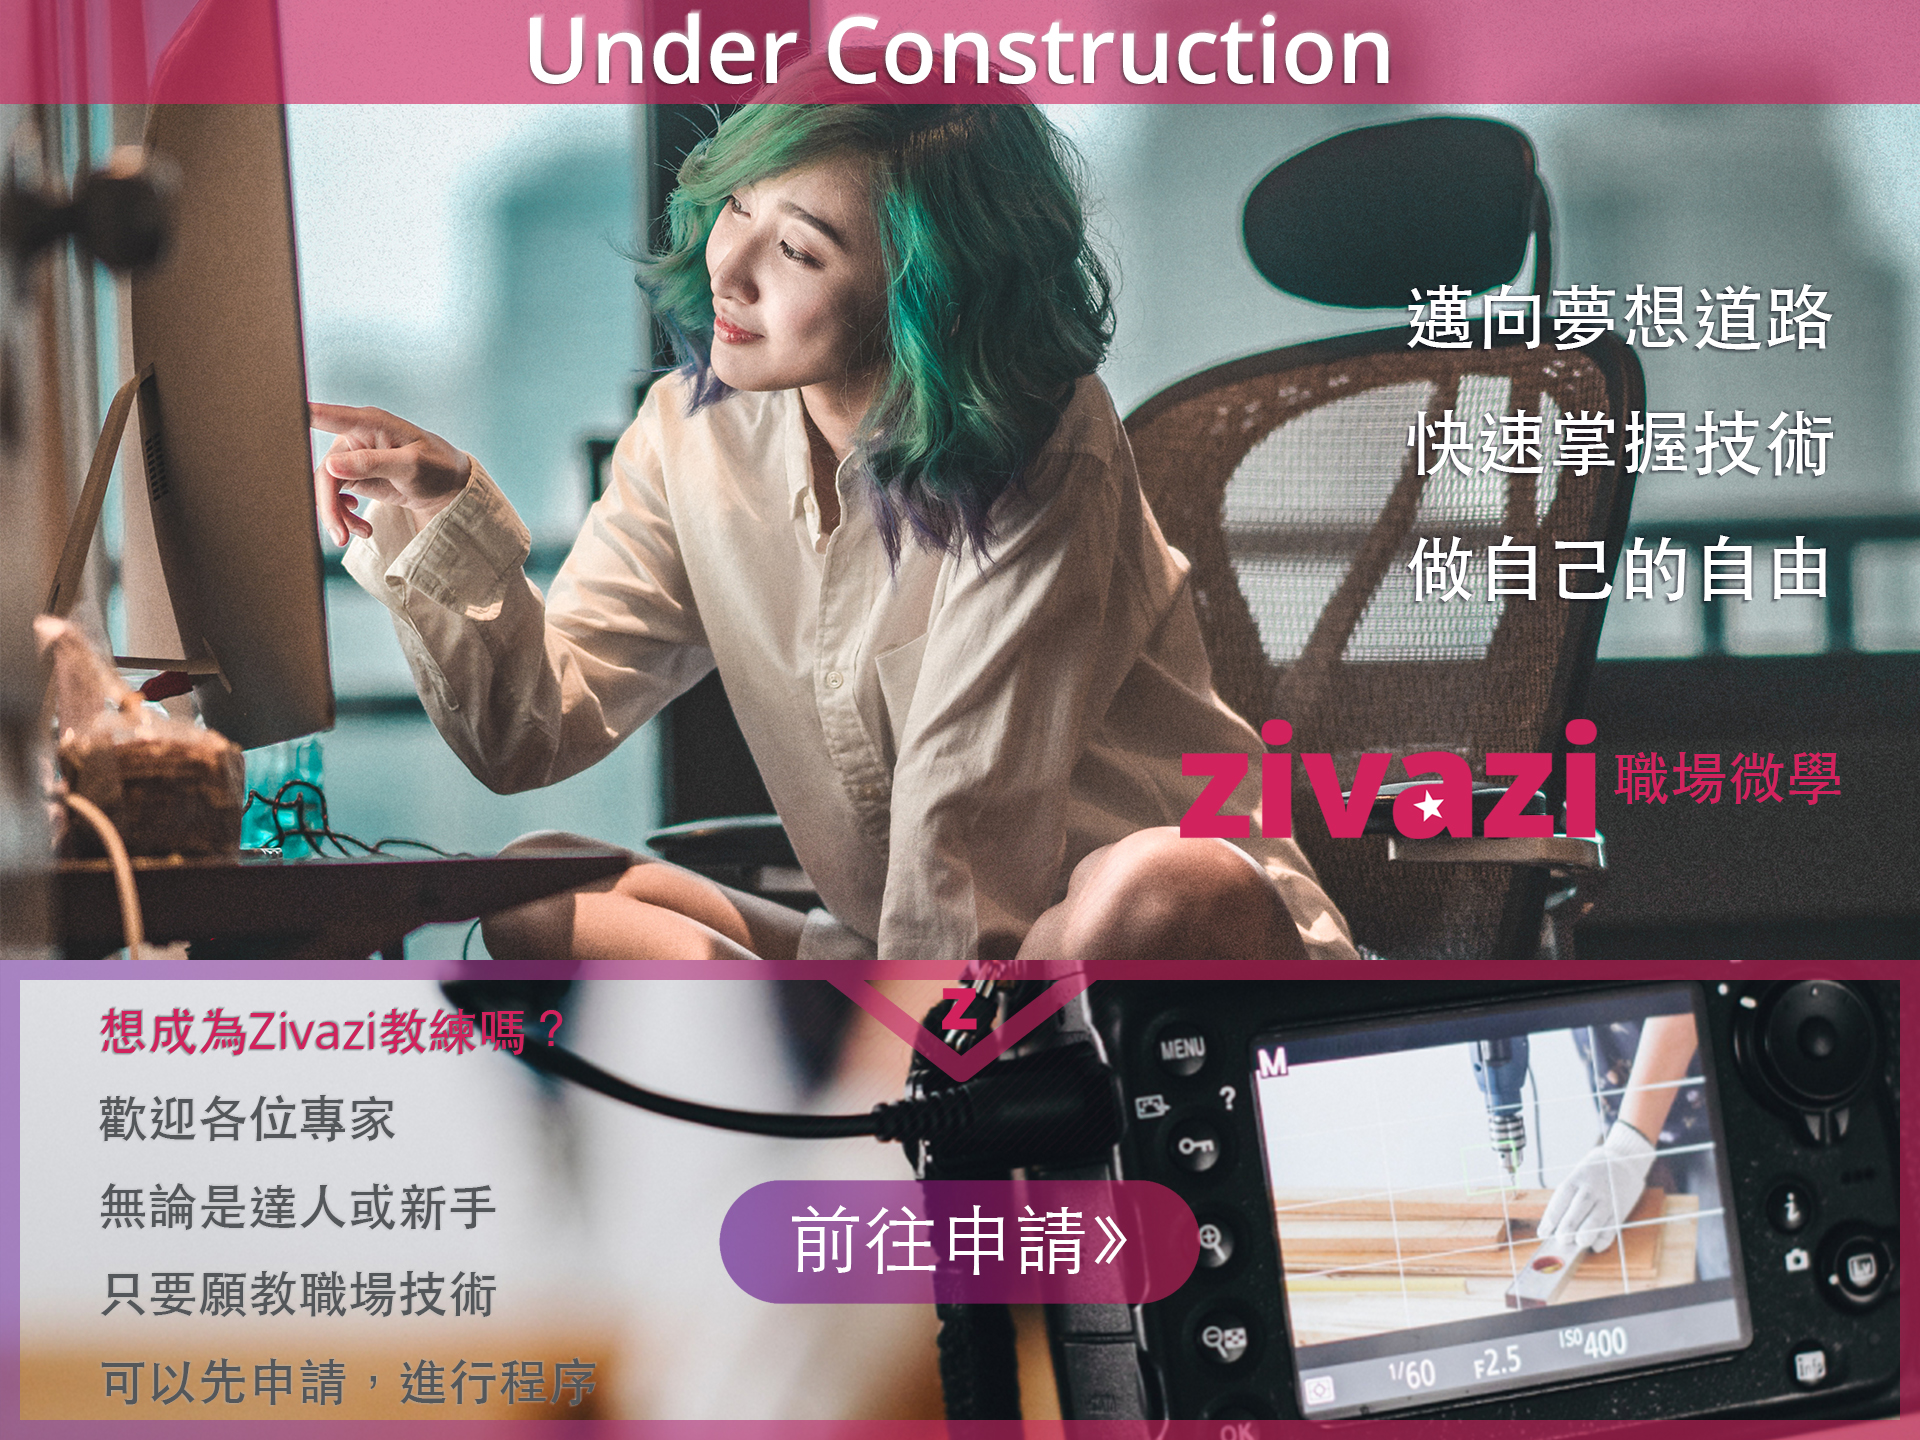 Under Construction
邁向夢想道路
快速掌握技術
做自己的自由
zivazi 職場微學
想成為Zivazi教練嗎？
歡迎各位專家
無論是達人或新手
只要願教職場技術
可以先申請，進行程序
z
前往申請》
MENU
M
?
i
Lv
1/60 F2.5 ISO400
info
OK